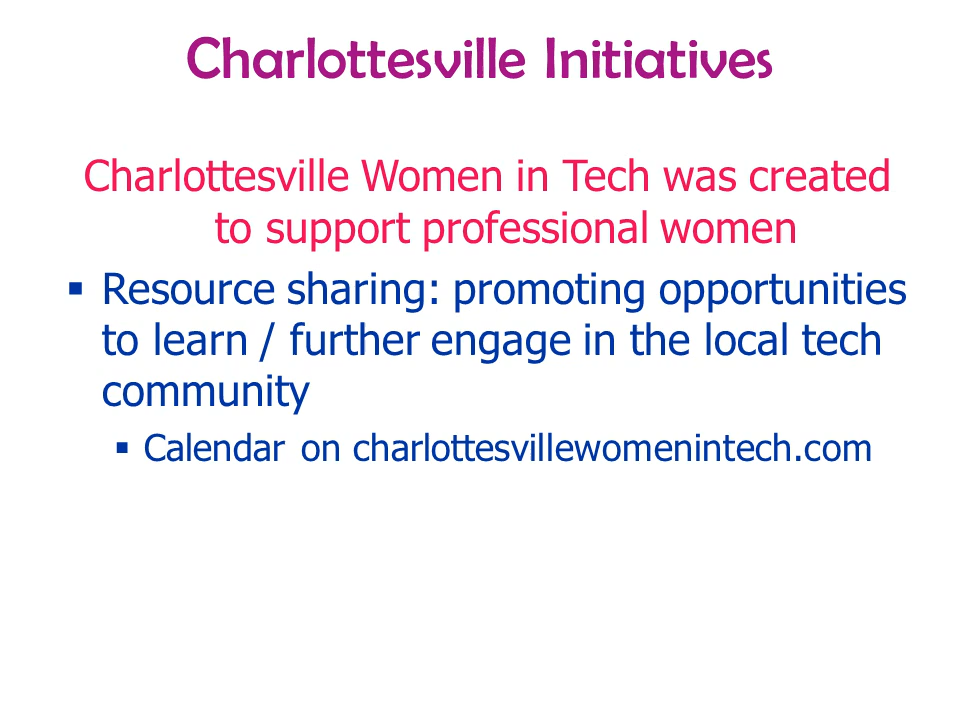 Charlottesville Initiatives
Charlottesville Women in Tech was created
to support professional women
▪ Resource sharing: promoting opportunities
to learn / further engage in the local tech
community
▪ Calendar on charlottesvillewomenintech.com